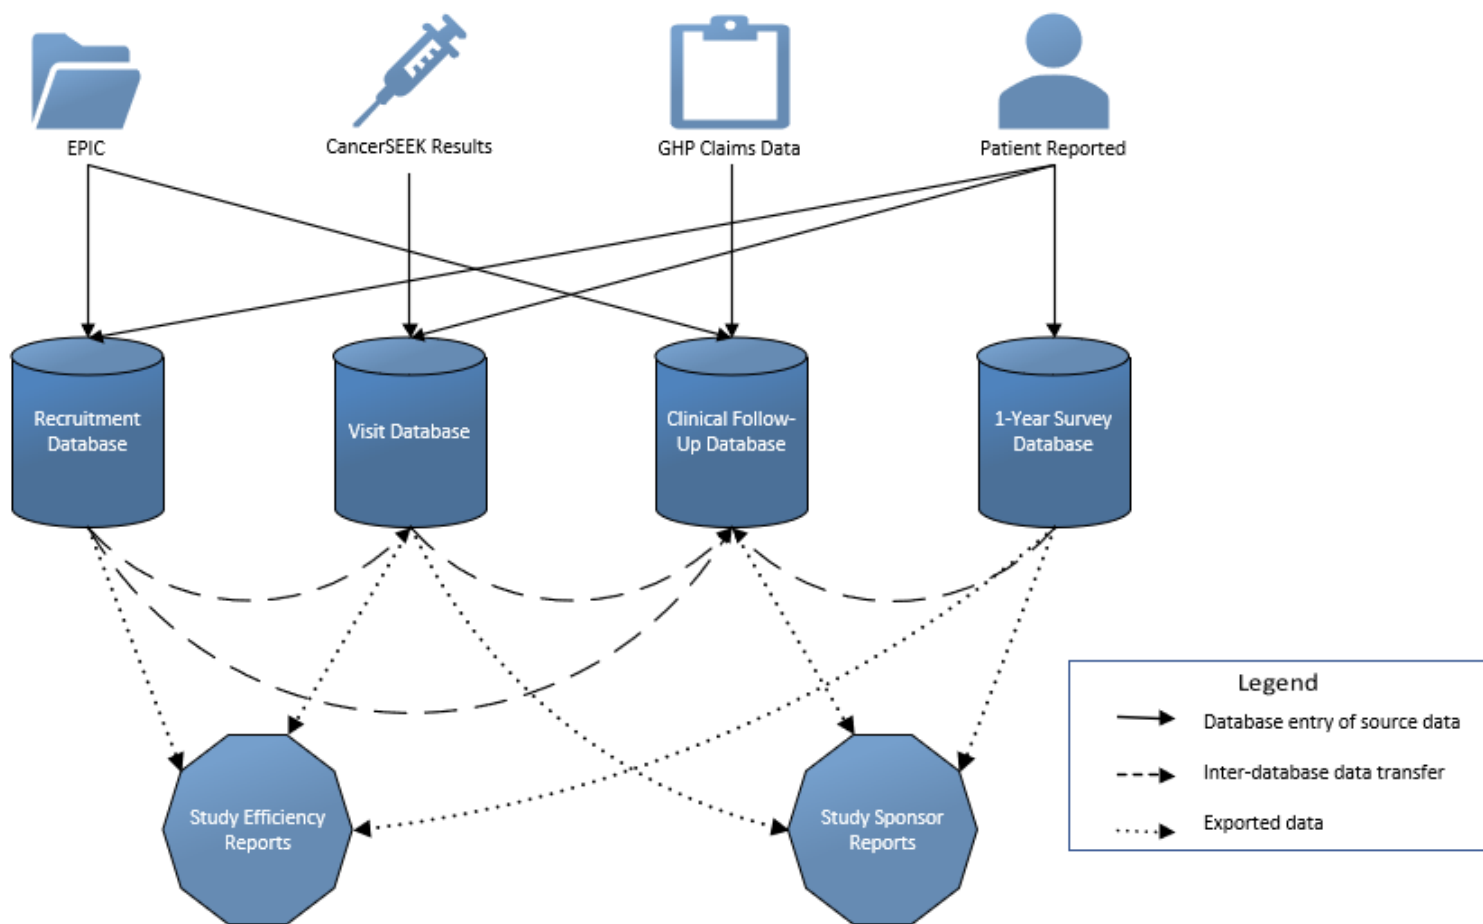 EPIC
CancerSEEK Results
GHP Claims Data
Patient Reported
Recruitment
Database
Visit Database
Clinical Follow-
Up Database
1-Year Survey
Database
Legend
Database entry of source data
Inter-database data transfer
Exported data
Study Efficiency
Reports
Study Sponsor
Reports